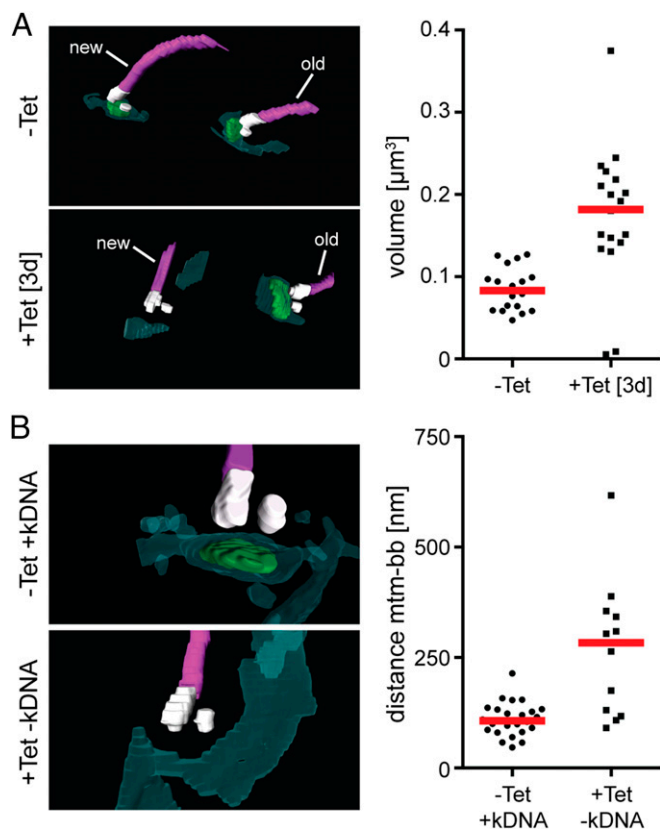 A
-Tet
new
old
+Tet [3d]
new
old
volume [µm³]
0.4
0.3
0.2
0.1
0
-Tet
+Tet [3d]
B
-Tet +kDNA
+Tet -kDNA
distance mtm-bb [nm]
750
500
250
0
-Tet
+kDNA
+Tet
-kDNA